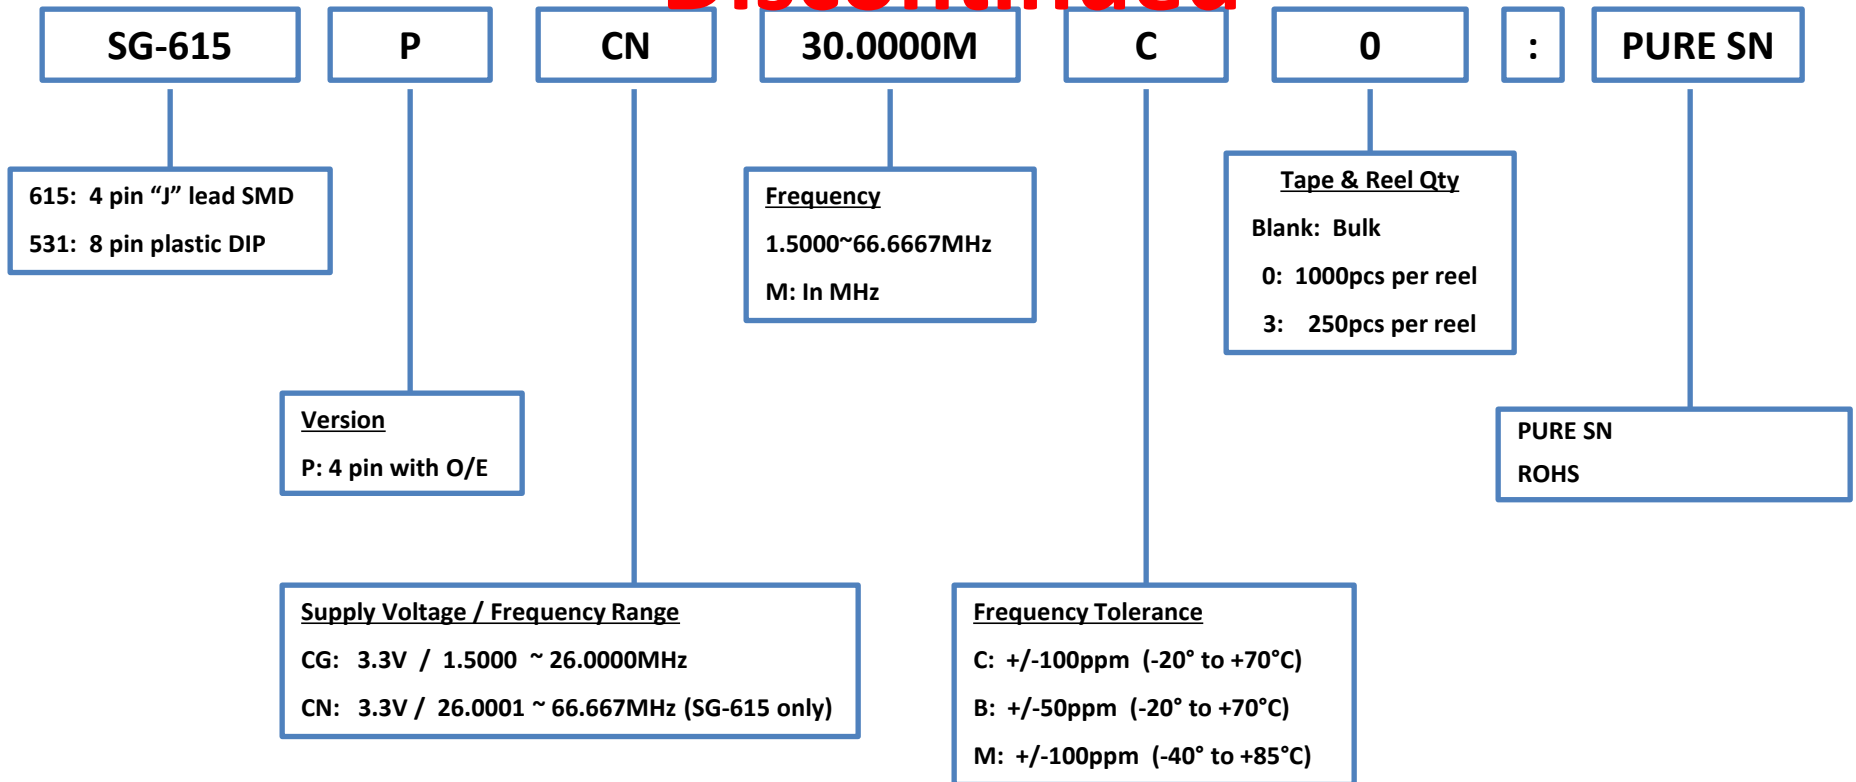 Discontinued
SG-615 P CN 30.0000M C 0 : PURE SN
615: 4 pin “J” lead SMD
531: 8 pin plastic DIP
Frequency
1.5000~66.6667MHz
M: In MHz
Tape & Reel Qty
Blank: Bulk
0: 1000pcs per reel
3: 250pcs per reel
Version
P: 4 pin with O/E
PURE SN
ROHS
Supply Voltage / Frequency Range
CG: 3.3V / 1.5000 ~ 26.0000MHz
CN: 3.3V / 26.0001 ~ 66.667MHz (SG-615 only)
Frequency Tolerance
C: +/-100ppm (-20° to +70°C)
B: +/-50ppm (-20° to +70°C)
M: +/-100ppm (-40° to +85°C)